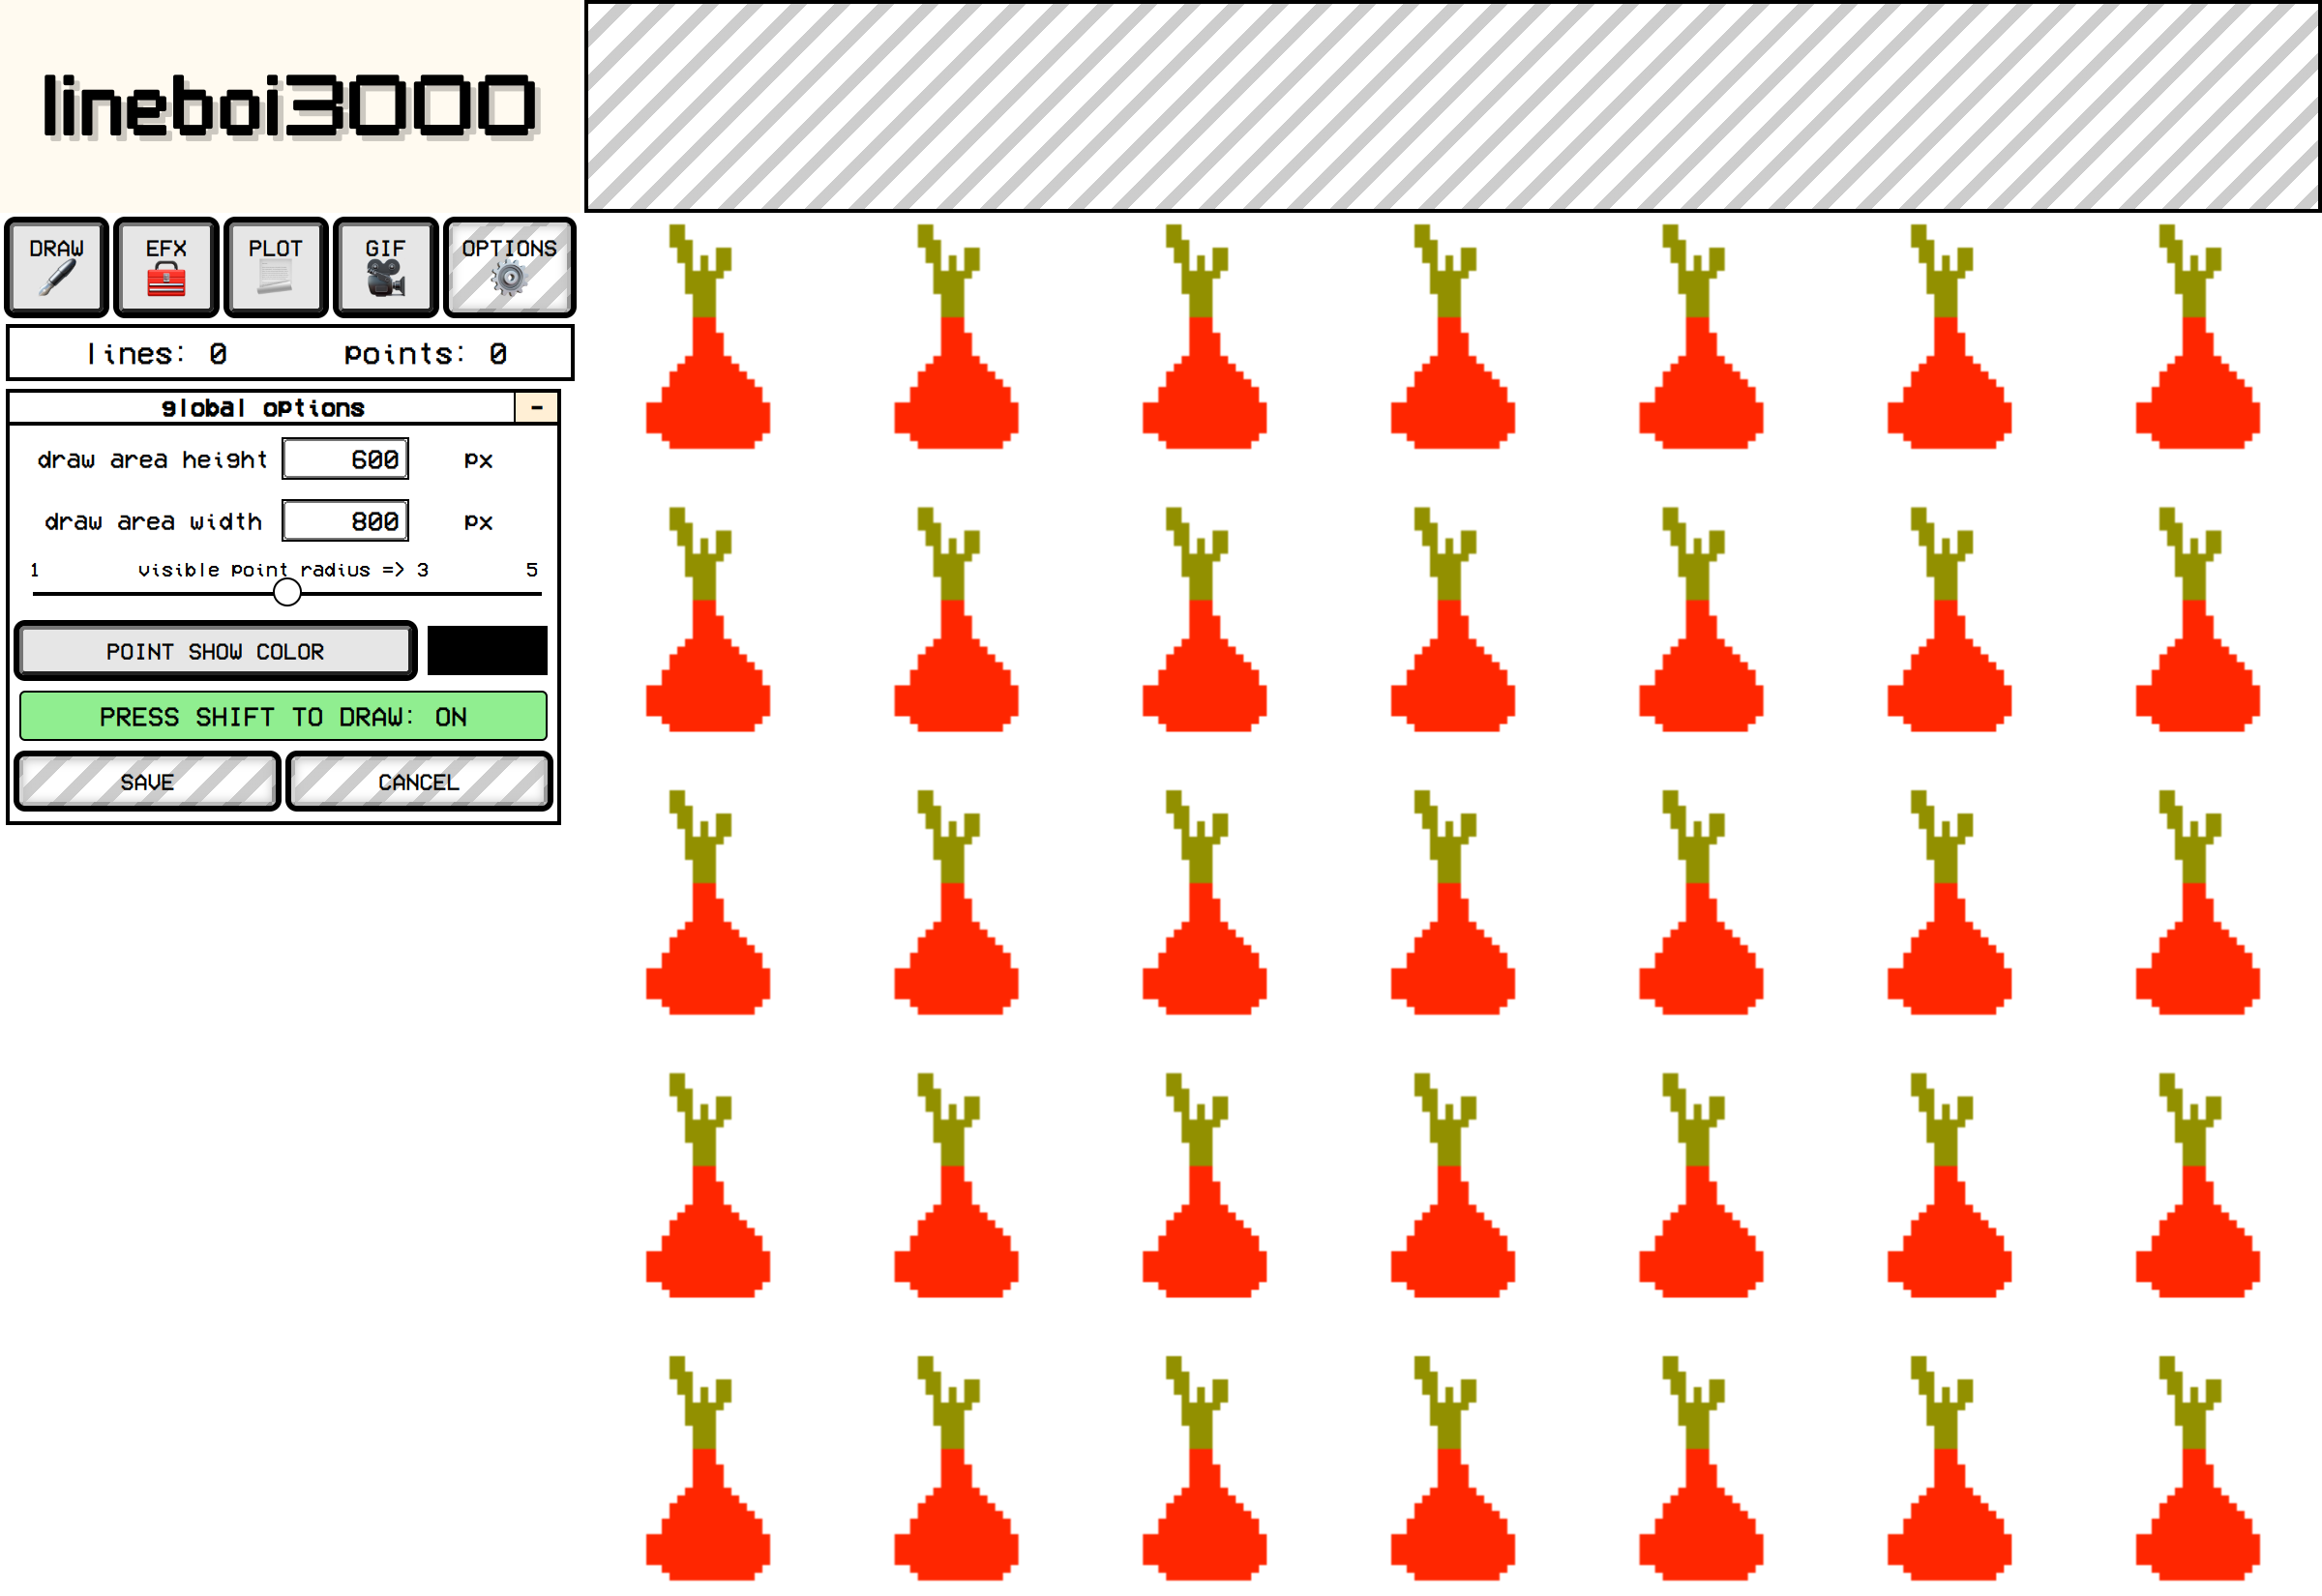 lineboi3000
DRAW EFX PLOT GIF OPTIONS
lines: 0 points: 0
global options -
draw area height 600 px
draw area width 800 px
1 visible point radius => 3 5
POINT SHOW COLOR
PRESS SHIFT TO DRAW: ON
SAVE CANCEL